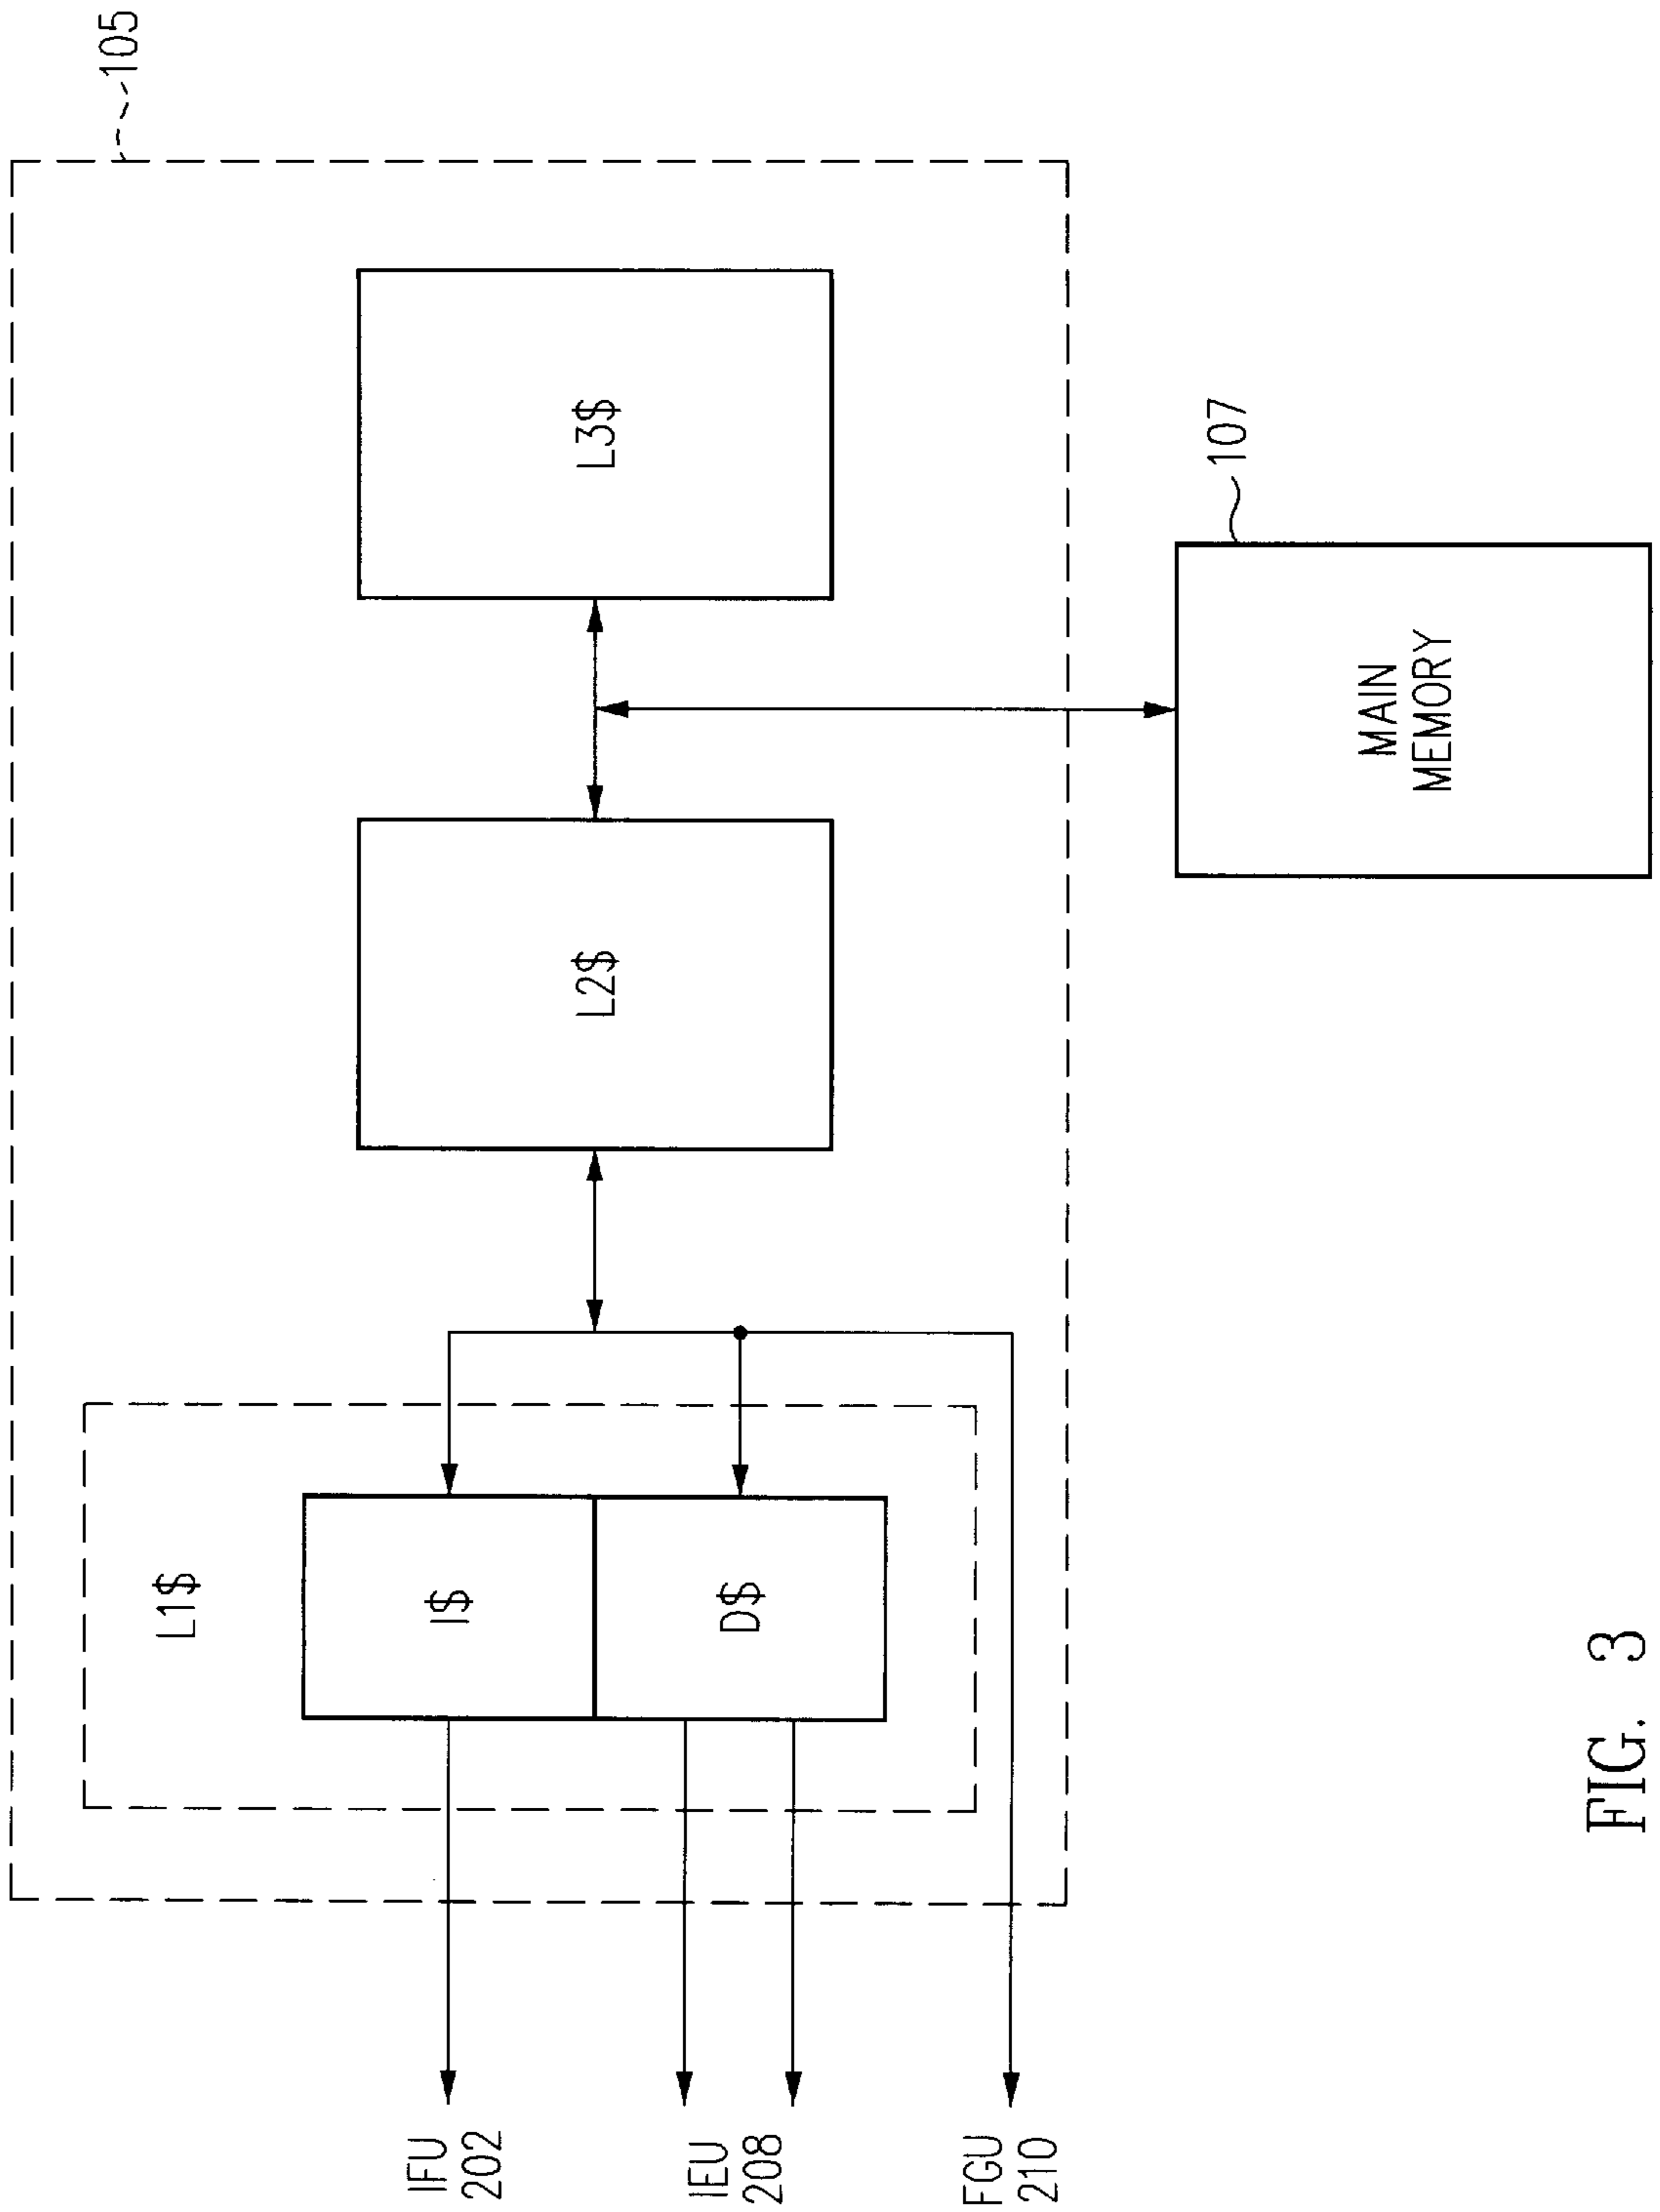 105
L3$
L2$
L1$
I$
D$
107
MAIN
MEMORY
IFU
202
IEU
208
FGU
210
FIG. 3